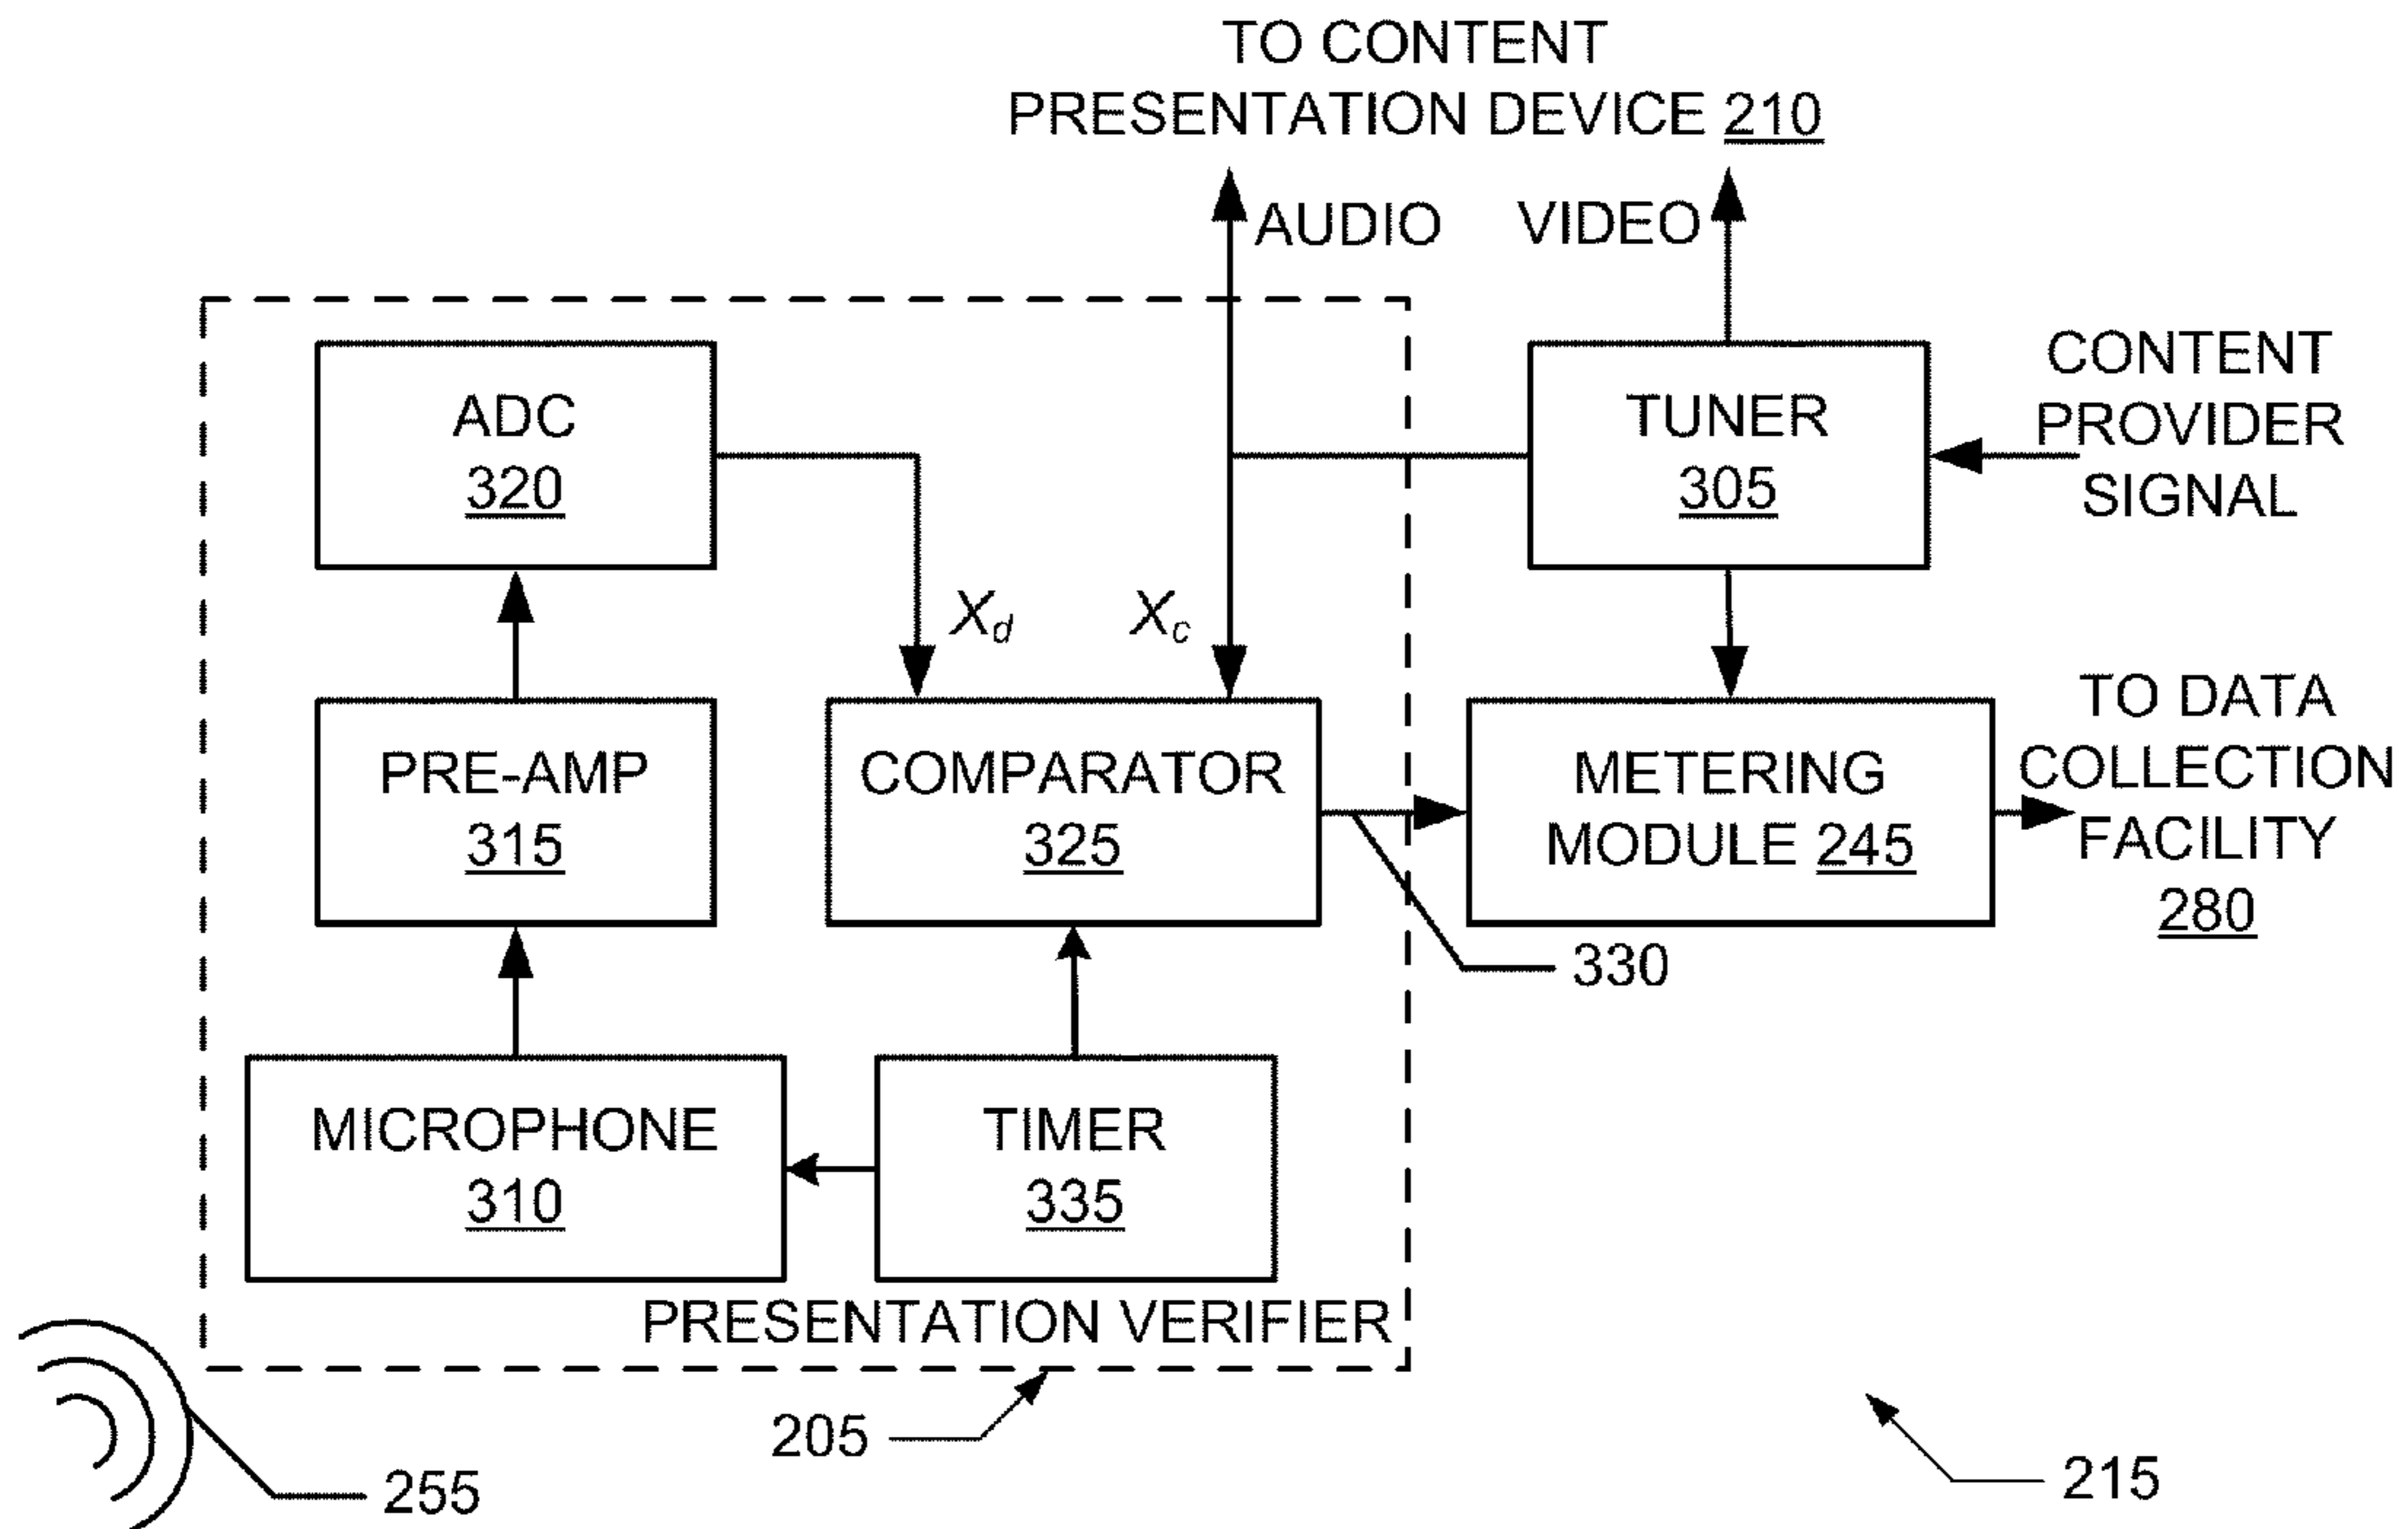 TO CONTENT
PRESENTATION DEVICE 210
AUDIO
VIDEO
ADC
320
TUNER
305
CONTENT
PROVIDER
SIGNAL
Xd
Xc
PRE-AMP
315
COMPARATOR
325
METERING
MODULE 245
TO DATA
COLLECTION
FACILITY
280
330
MICROPHONE
310
TIMER
335
PRESENTATION VERIFIER
205
255
215